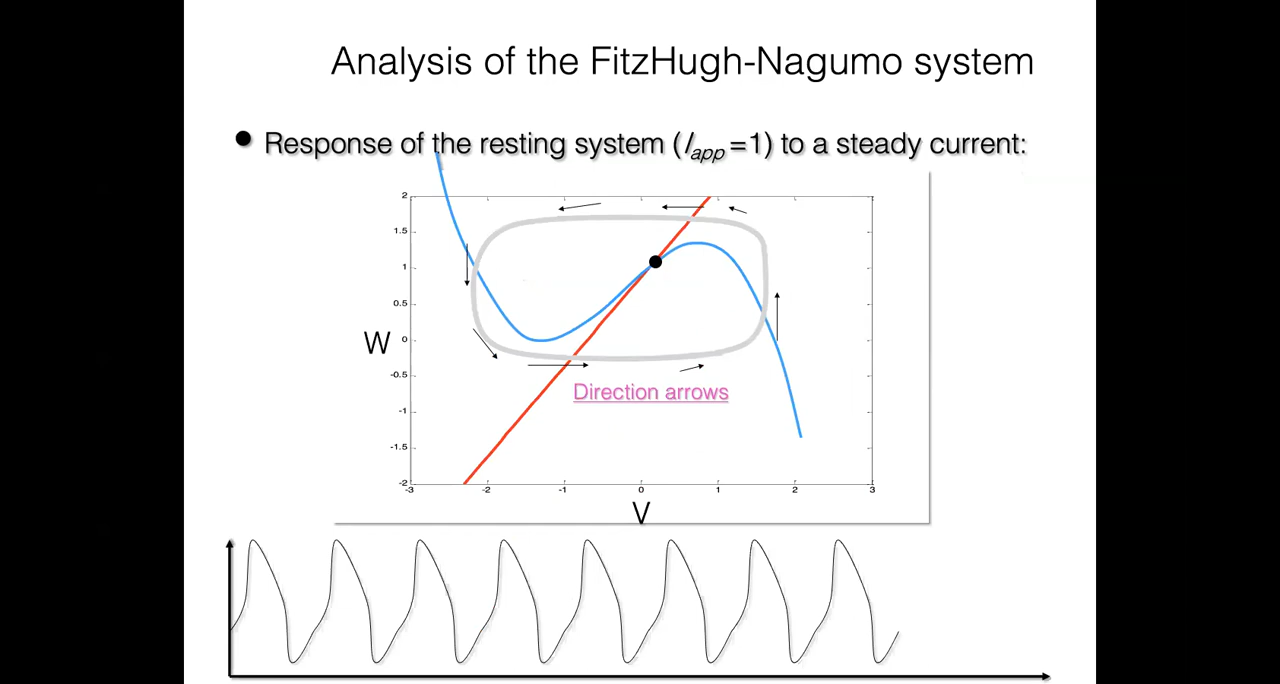 Analysis of the FitzHugh-Nagumo system
● Response of the resting system (Iapp=1) to a steady current:
2
1.5
1
0.5
W
0
-0.5
Direction arrows
-1
-1.5
-2
-3 -2 -1 0 1 2 3
V